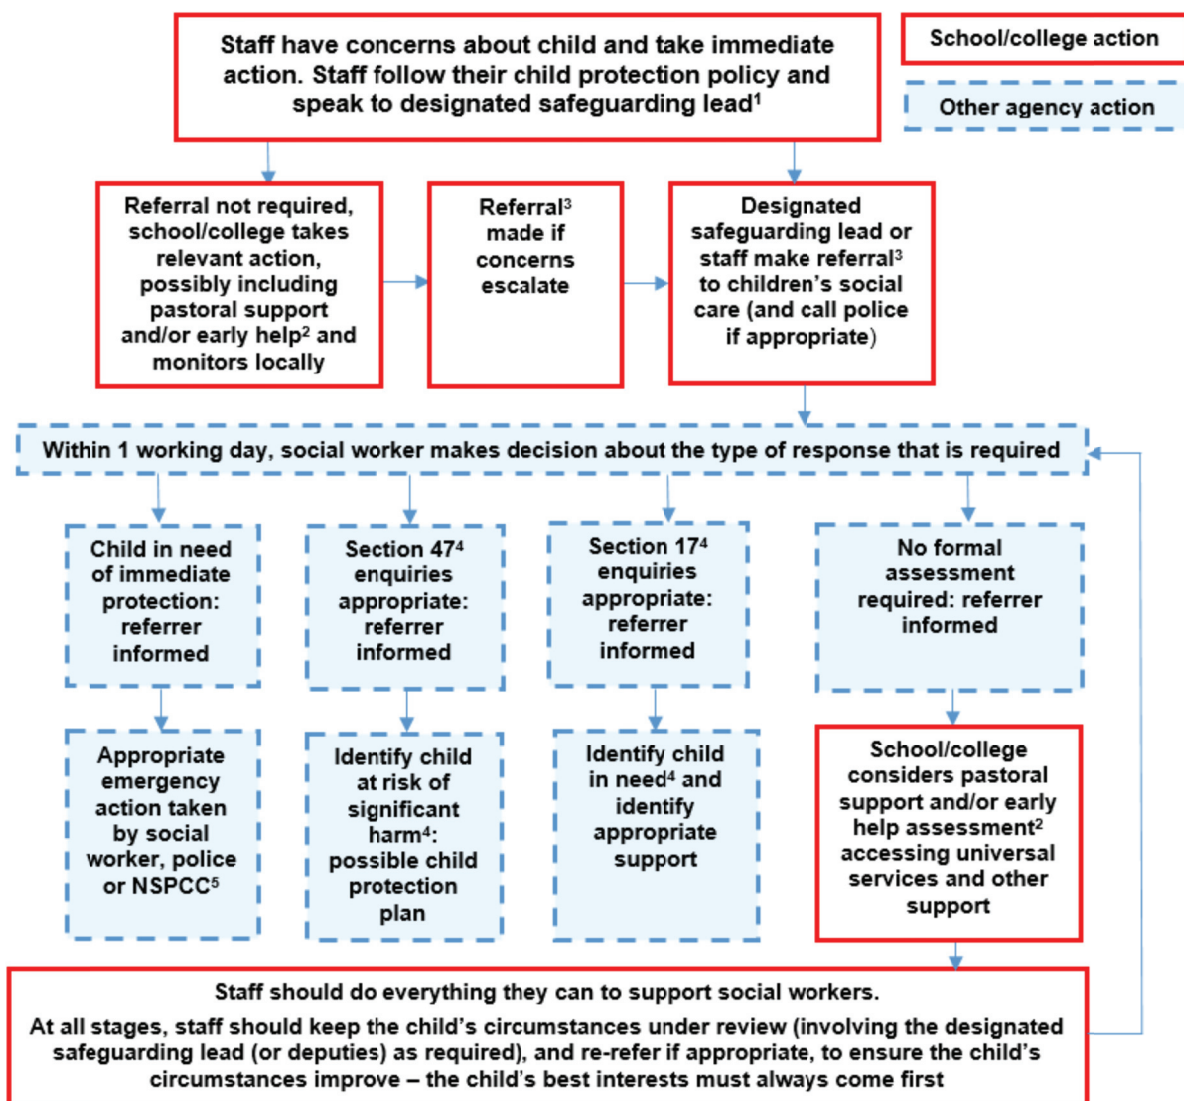 Staff have concerns about child and take immediate
action. Staff follow their child protection policy and
speak to designated safeguarding lead¹
School/college action
Other agency action
Referral not required,
school/college takes
relevant action,
possibly including
pastoral support
and/or early help² and
monitors locally
Referral³
made if
concerns
escalate
Designated
safeguarding lead or
staff make referral³
to children's social
care (and call police
if appropriate)
Within 1 working day, social worker makes decision about the type of response that is required
Child in need
of immediate
protection:
referrer
informed
Section 47⁴
enquiries
appropriate:
referrer
informed
Section 17⁴
enquiries
appropriate:
referrer
informed
No formal
assessment
required: referrer
informed
Appropriate
emergency
action taken
by social
worker, police
or NSPCC⁵
Identify child
at risk of
significant
harm⁴:
possible child
protection
plan
Identify child
in need⁴ and
identify
appropriate
support
School/college
considers pastoral
support and/or early
help assessment²
accessing universal
services and other
support
Staff should do everything they can to support social workers.
At all stages, staff should keep the child's circumstances under review (involving the designated
safeguarding lead (or deputies) as required), and re-refer if appropriate, to ensure the child's
circumstances improve – the child's best interests must always come first